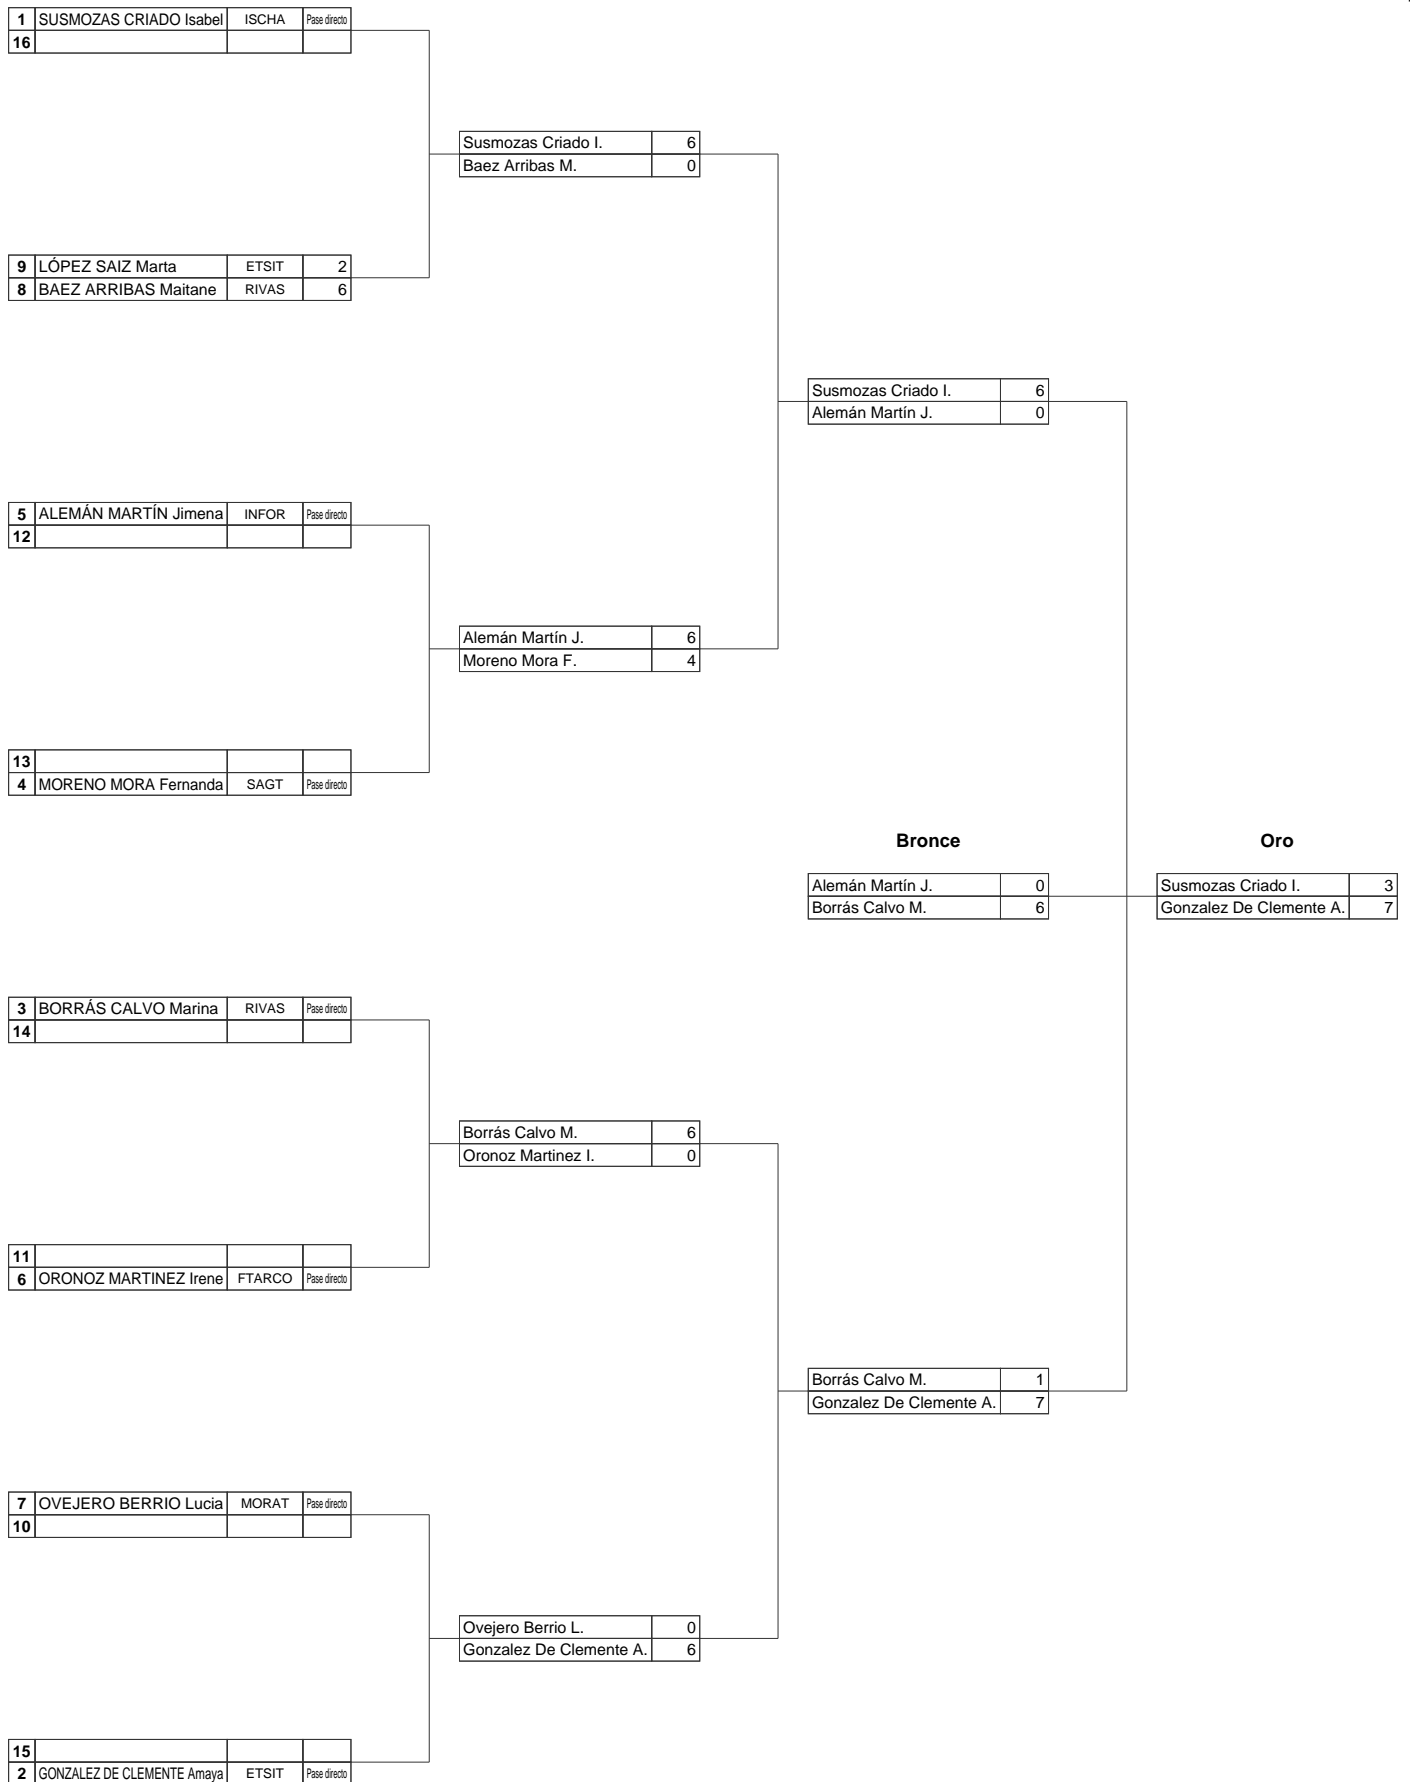 1 SUSMOZAS CRIADO Isabel ISCHA Pase directo
16
Susmozas Criado I. 6
Baez Arribas M. 0
9 LÓPEZ SAIZ Marta ETSIT 2
8 BAEZ ARRIBAS Maitane RIVAS 6
Susmozas Criado I. 6
Alemán Martín J. 0
5 ALEMÁN MARTÍN Jimena INFOR Pase directo
12
Alemán Martín J. 6
Moreno Mora F. 4
13
4 MORENO MORA Fernanda SAGT Pase directo
Bronce Oro
Alemán Martín J. 0 Susmozas Criado I. 3
Borrás Calvo M. 6 Gonzalez De Clemente A. 7
3 BORRÁS CALVO Marina RIVAS Pase directo
14
Borrás Calvo M. 6
Oronoz Martinez I. 0
11
6 ORONOZ MARTINEZ Irene FTARCO Pase directo
Borrás Calvo M. 1
Gonzalez De Clemente A. 7
7 OVEJERO BERRIO Lucia MORAT Pase directo
10
Ovejero Berrio L. 0
Gonzalez De Clemente A. 6
15
2 GONZALEZ DE CLEMENTE Amaya ETSIT Pase directo